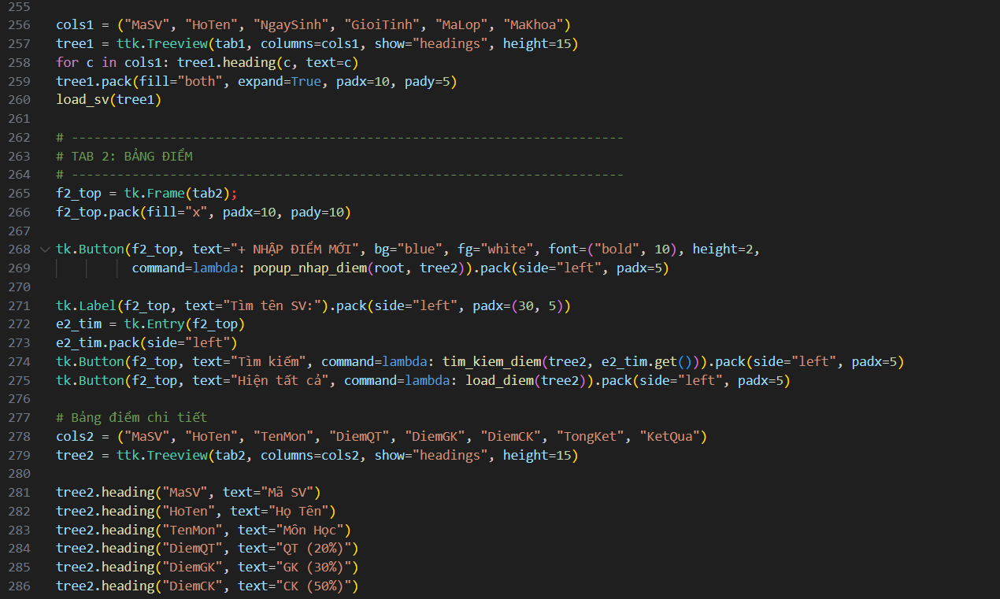 255
256 cols1 = ("MaSV", "HoTen", "NgaySinh", "GioiTinh", "MaLop", "MaKhoa")
257 tree1 = ttk.Treeview(tab1, columns=cols1, show="headings", height=15)
258 for c in cols1: tree1.heading(c, text=c)
259 tree1.pack(fill="both", expand=True, padx=10, pady=5)
260 load_sv(tree1)
261
262 # -------------------------------------------------------------------------
263 # TAB 2: BẢNG ĐIỂM
264 # -------------------------------------------------------------------------
265 f2_top = tk.Frame(tab2);
266 f2_top.pack(fill="x", padx=10, pady=10)
267
268 tk.Button(f2_top, text="+ NHẬP ĐIỂM MỚI", bg="blue", fg="white", font=("bold", 10), height=2,
269           command=lambda: popup_nhap_diem(root, tree2)).pack(side="left", padx=5)
270
271 tk.Label(f2_top, text="Tìm tên SV:").pack(side="left", padx=(30, 5))
272 e2_tim = tk.Entry(f2_top)
273 e2_tim.pack(side="left")
274 tk.Button(f2_top, text="Tìm kiếm", command=lambda: tim_kiem_diem(tree2, e2_tim.get())).pack(side="left", padx=5)
275 tk.Button(f2_top, text="Hiện tất cả", command=lambda: load_diem(tree2)).pack(side="left", padx=5)
276
277 # Bảng điểm chi tiết
278 cols2 = ("MaSV", "HoTen", "TenMon", "DiemQT", "DiemGK", "DiemCK", "TongKet", "KetQua")
279 tree2 = ttk.Treeview(tab2, columns=cols2, show="headings", height=15)
280
281 tree2.heading("MaSV", text="Mã SV")
282 tree2.heading("HoTen", text="Họ Tên")
283 tree2.heading("TenMon", text="Môn Học")
284 tree2.heading("DiemQT", text="QT (20%)")
285 tree2.heading("DiemGK", text="GK (30%)")
286 tree2.heading("DiemCK", text="CK (50%)")